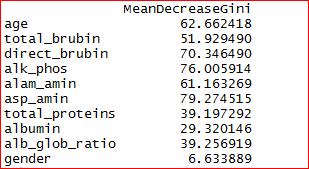 MeanDecreaseGini
age 62.662418
total_brubin 51.929490
direct_brubin 70.346490
alk_phos 76.005914
alam_amin 61.163269
asp_amin 79.274515
total_proteins 39.197292
albumin 29.320146
alb_glob_ratio 39.256919
gender 6.633889